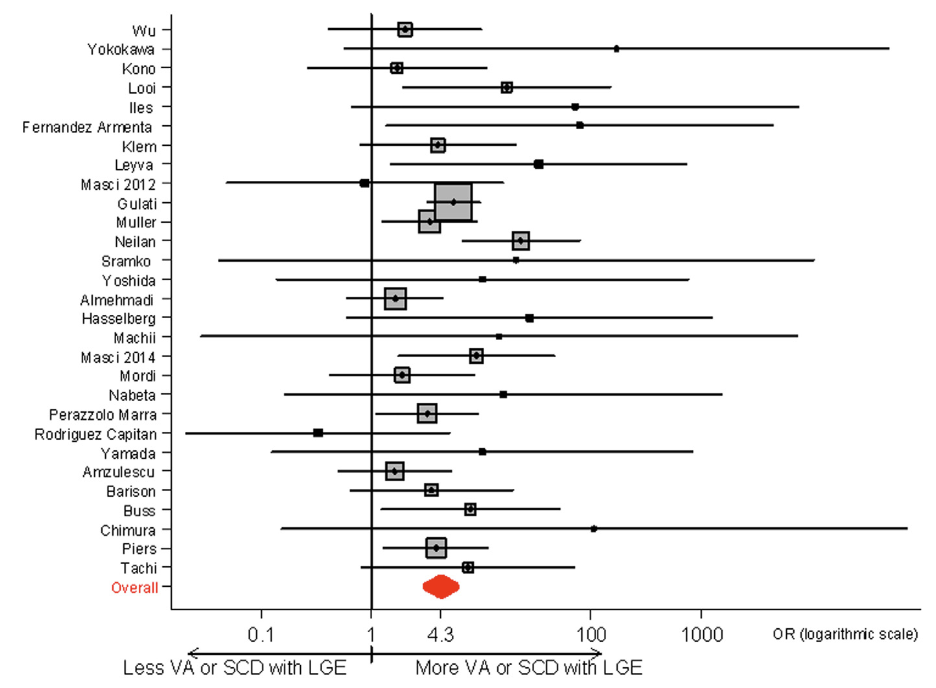 Wu
Yokokawa
Kono
Looi
Iles
Fernandez Armenta
Klem
Leyva
Masci 2012
Gulati
Muller
Neilan
Sramko
Yoshida
Almehmadi
Hasselberg
Machii
Masci 2014
Mordi
Nabeta
Perazzolo Marra
Rodriguez Capitan
Yamada
Amzulescu
Barison
Buss
Chimura
Piers
Tachi
Overall
0.1 1 4.3 100 1000 OR (logarithmic scale)
Less VA or SCD with LGE More VA or SCD with LGE